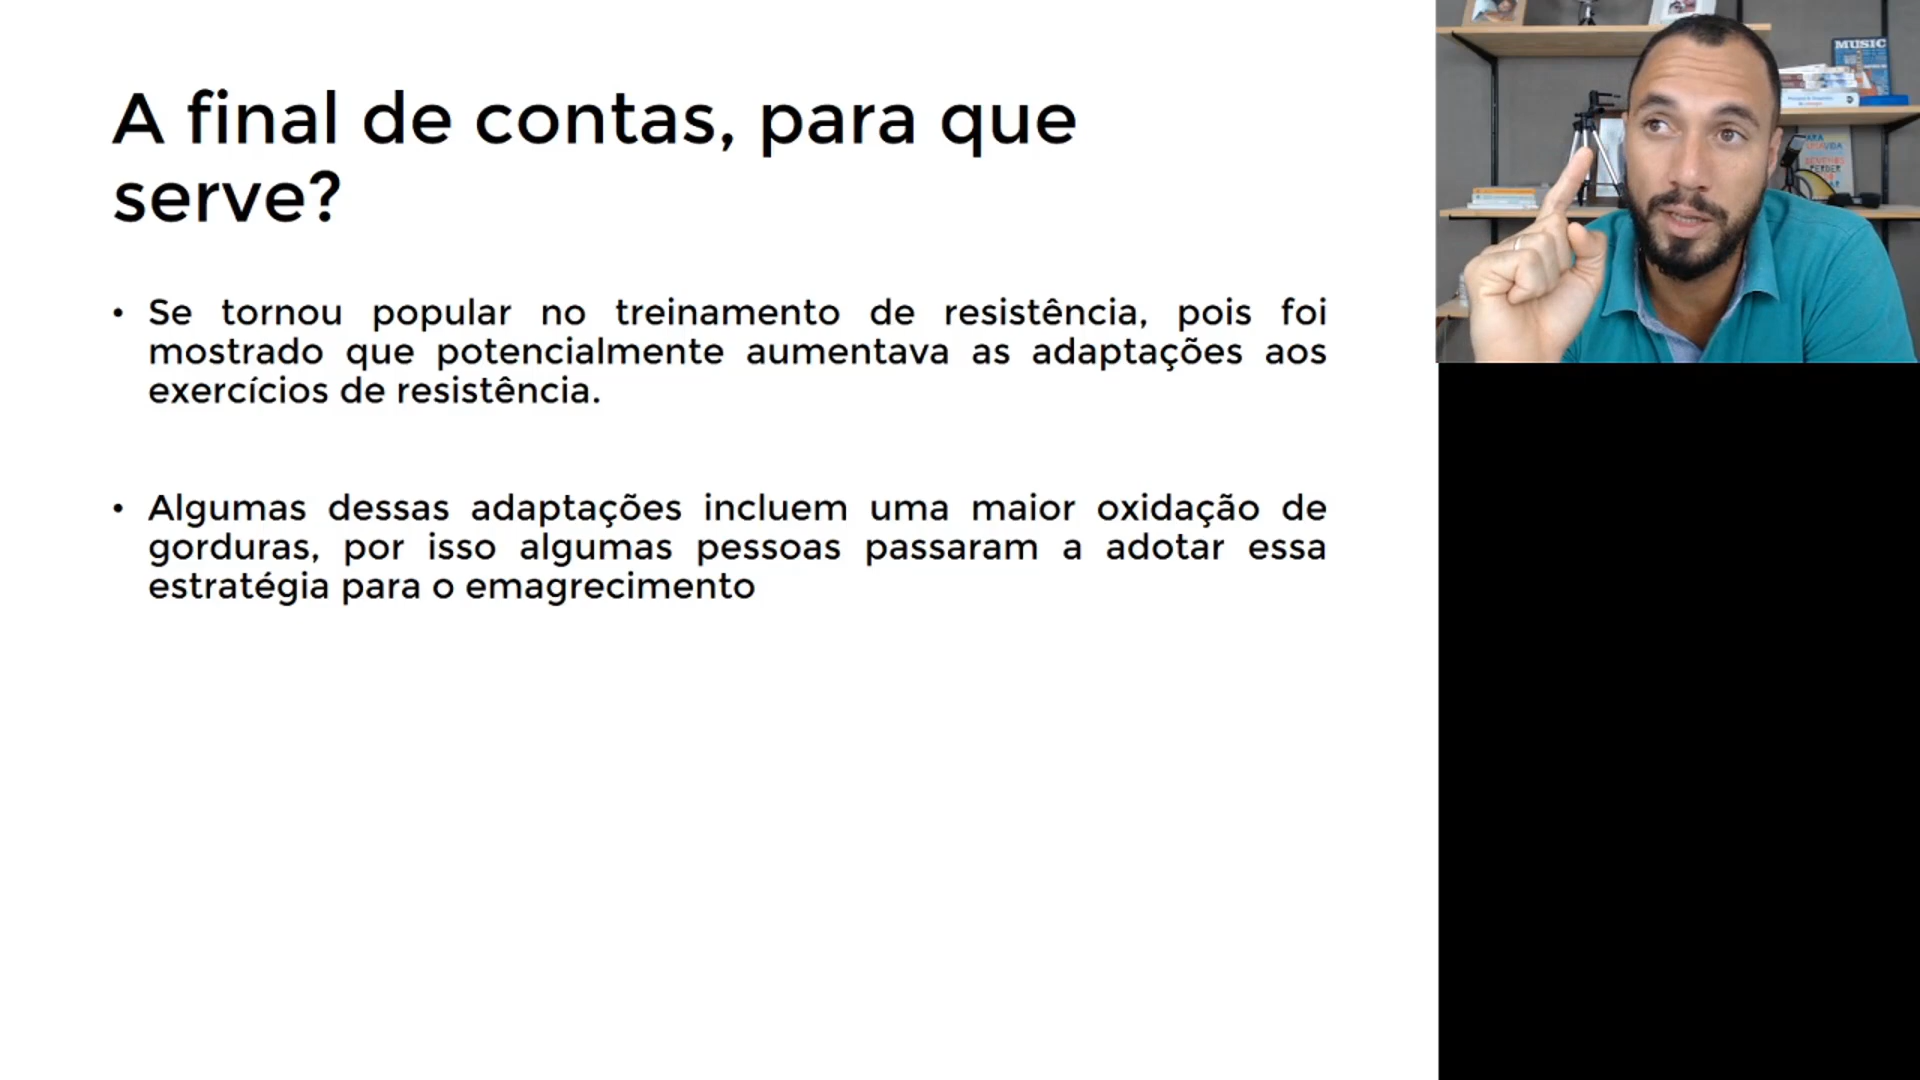 A final de contas, para que
serve?
• Se tornou popular no treinamento de resistência, pois foi
mostrado que potencialmente aumentava as adaptações aos
exercícios de resistência.
• Algumas dessas adaptações incluem uma maior oxidação de
gorduras, por isso algumas pessoas passaram a adotar essa
estratégia para o emagrecimento
MUSIC
PERDER